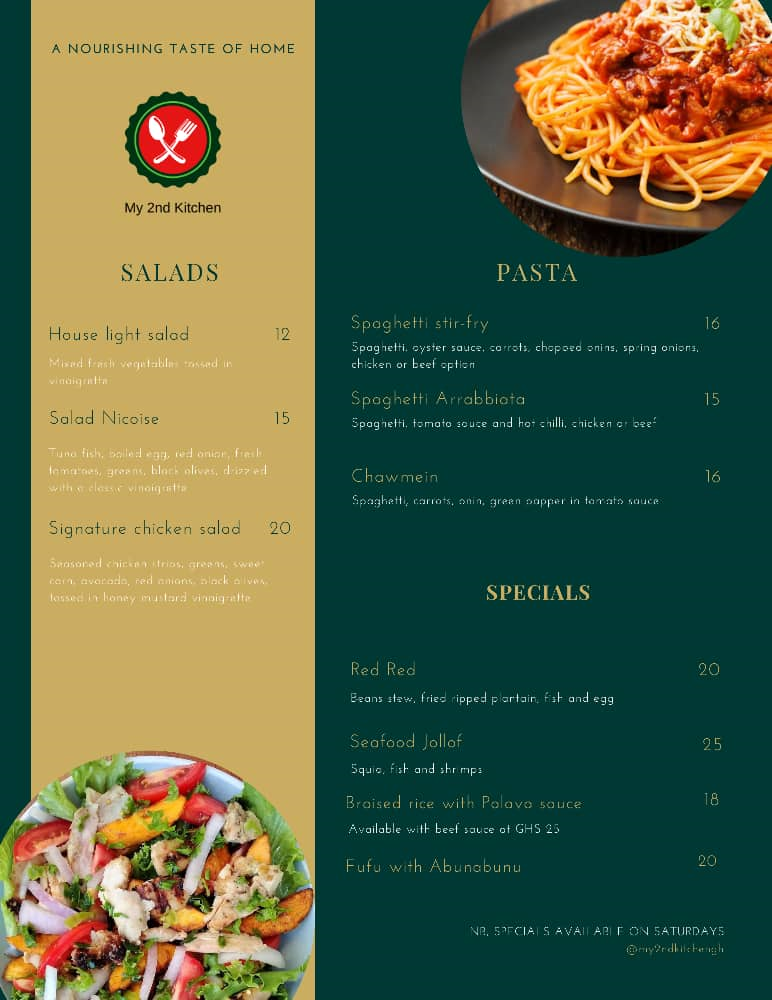 A NOURISHING TASTE OF HOME
My 2nd Kitchen
SALADS
House light salad 12
Mixed fresh vegetables tossed in
vinaigrette
Salad Nicoise 15
Tuna fish, boiled egg, red onion, fresh
tomatoes, greens, black olives, drizzled
with a classic vinaigrette
Signature chicken salad 20
Seasoned chicken strips, greens, sweet
corn, avocado, red onions, black olives,
tossed in honey mustard vinaigrette
PASTA
Spaghetti stir-fry 16
Spaghetti, oyster sauce, carrots, chopped onins, spring onions,
chicken or beef option
Spaghetti Arrabbiata 15
Spaghetti, tomato sauce and hot chilli, chicken or beef
Chawmein 16
Spaghetti, carrots, onin, green papper in tomato sauce
SPECIALS
Red Red 20
Beans stew, fried ripped plantain, fish and egg
Seafood Jollof 25
Squid, fish and shrimps
Braised rice with Palava sauce 18
Available with beef sauce at GHS 25
Fufu with Abunabunu 20
NB, SPECIALS AVAILABLE ON SATURDAYS
@my2ndkitchengh